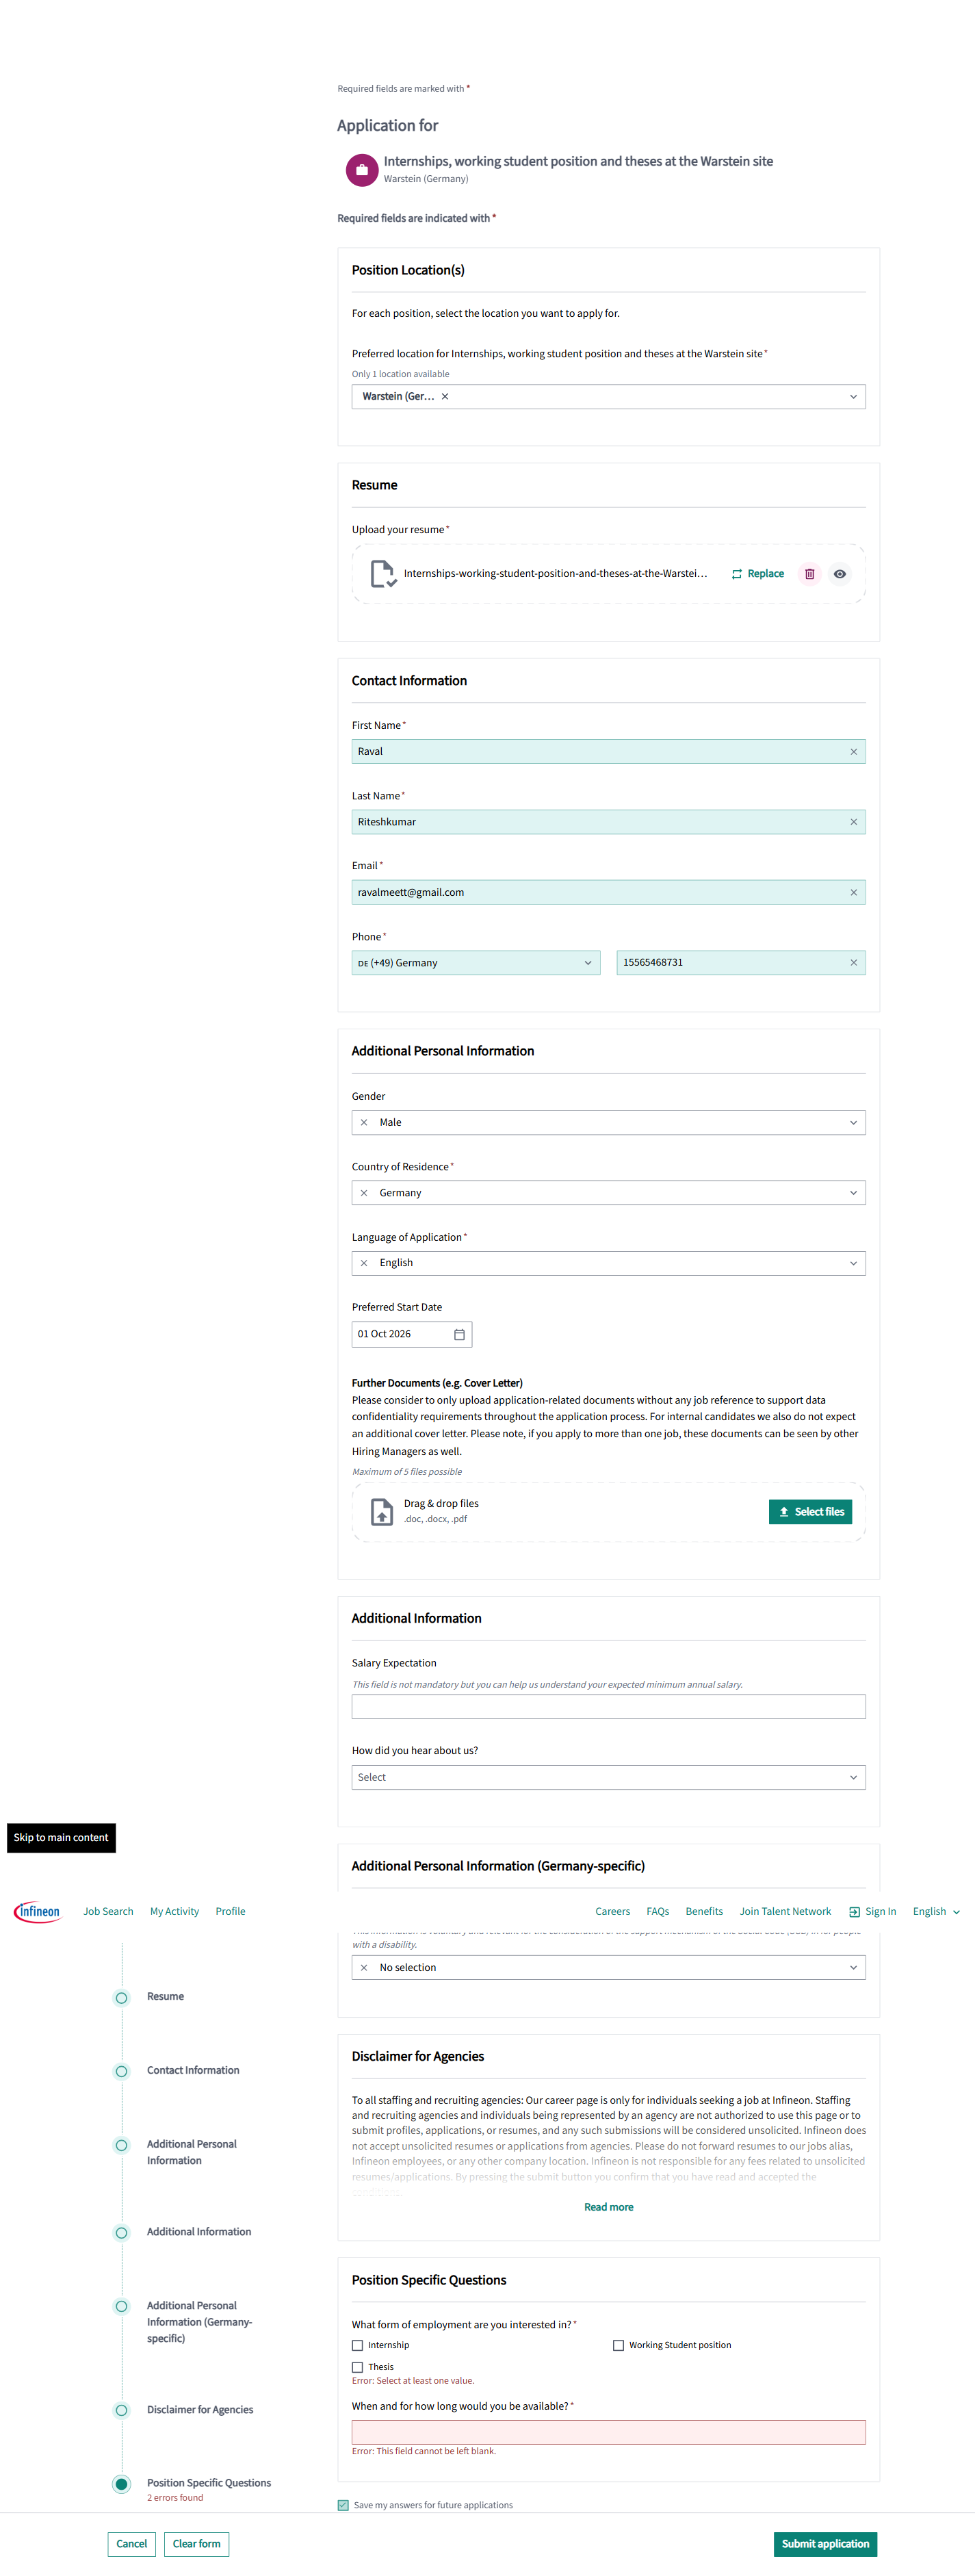 Required fields are marked with *
Application for
Internships, working student position and theses at the Warstein site
Warstein (Germany)
Required fields are indicated with *
Position Location(s)
For each position, select the location you want to apply for.
Preferred location for Internships, working student position and theses at the Warstein site*
Only 1 location available
Warstein (Ger…
Resume
Upload your resume*
Internships-working-student-position-and-theses-at-the-Warstei…
Replace
Contact Information
First Name*
Raval
Last Name*
Riteshkumar
Email*
ravalmeett@gmail.com
Phone*
DE (+49) Germany
15565468731
Additional Personal Information
Gender
Male
Country of Residence*
Germany
Language of Application*
English
Preferred Start Date
01 Oct 2026
Further Documents (e.g. Cover Letter)
Please consider to only upload application-related documents without any job reference to support data
confidentiality requirements throughout the application process. For internal candidates we also do not expect
an additional cover letter. Please note, if you apply to more than one job, these documents can be seen by other
Hiring Managers as well.
Maximum of 5 files possible
Drag & drop files
.doc, .docx, .pdf
Select files
Additional Information
Salary Expectation
This field is not mandatory but you can help us understand your expected minimum annual salary.
How did you hear about us?
Select
Skip to main content
Additional Personal Information (Germany-specific)
infineon
Job Search
My Activity
Profile
Careers
FAQs
Benefits
Join Talent Network
Sign In
English
with a disability.
No selection
Resume
Contact Information
Additional Personal
Information
Additional Information
Additional Personal
Information (Germany-
specific)
Disclaimer for Agencies
Position Specific Questions
2 errors found
Disclaimer for Agencies
To all staffing and recruiting agencies: Our career page is only for individuals seeking a job at Infineon. Staffing
and recruiting agencies and individuals being represented by an agency are not authorized to use this page or to
submit profiles, applications, or resumes, and any such submissions will be considered unsolicited. Infineon does
not accept unsolicited resumes or applications from agencies. Please do not forward resumes to our jobs alias,
Infineon employees, or any other company location. Infineon is not responsible for any fees related to unsolicited
resumes/applications. By pressing the submit button you confirm that you have read and accepted the
Read more
Position Specific Questions
What form of employment are you interested in?*
Internship
Working Student position
Thesis
Error: Select at least one value.
When and for how long would you be available?*
Error: This field cannot be left blank.
Save my answers for future applications
Cancel
Clear form
Submit application